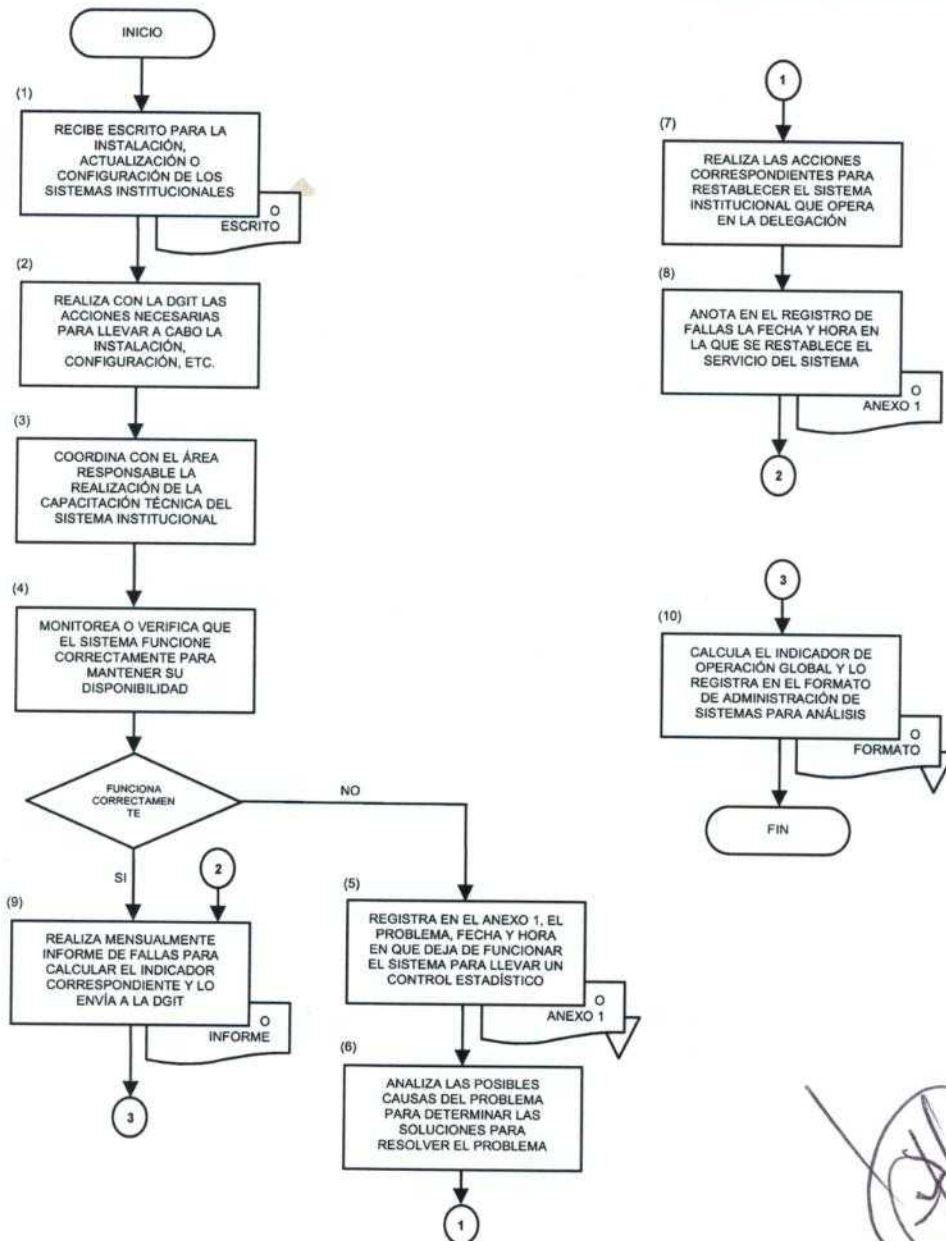 INICIO
(1)
RECIBE ESCRITO PARA LA
INSTALACIÓN,
ACTUALIZACIÓN O
CONFIGURACIÓN DE LOS
SISTEMAS INSTITUCIONALES
O
ESCRITO
(2)
REALIZA CON LA DGIT LAS
ACCIONES NECESARIAS
PARA LLEVAR A CABO LA
INSTALACIÓN,
CONFIGURACIÓN, ETC.
(3)
COORDINA CON EL ÁREA
RESPONSABLE LA
REALIZACIÓN DE LA
CAPACITACIÓN TÉCNICA DEL
SISTEMA INSTITUCIONAL
(4)
MONITOREA O VERIFICA QUE
EL SISTEMA FUNCIONE
CORRECTAMENTE PARA
MANTENER SU
DISPONIBILIDAD
FUNCIONA
CORRECTAMEN
TE
NO
SI
2
(9)
REALIZA MENSUALMENTE
INFORME DE FALLAS PARA
CALCULAR EL INDICADOR
CORRESPONDIENTE Y LO
ENVÍA A LA DGIT
O
INFORME
3
(5)
REGISTRA EN EL ANEXO 1, EL
PROBLEMA, FECHA Y HORA
EN QUE DEJA DE FUNCIONAR
EL SISTEMA PARA LLEVAR UN
CONTROL ESTADÍSTICO
O
ANEXO 1
(6)
ANALIZA LAS POSIBLES
CAUSAS DEL PROBLEMA
PARA DETERMINAR LAS
SOLUCIONES PARA
RESOLVER EL PROBLEMA
1
1
(7)
REALIZA LAS ACCIONES
CORRESPONDIENTES PARA
RESTABLECER EL SISTEMA
INSTITUCIONAL QUE OPERA
EN LA DELEGACIÓN
(8)
ANOTA EN EL REGISTRO DE
FALLAS LA FECHA Y HORA EN
LA QUE SE RESTABLECE EL
SERVICIO DEL SISTEMA
O
ANEXO 1
2
3
(10)
CALCULA EL INDICADOR DE
OPERACIÓN GLOBAL Y LO
REGISTRA EN EL FORMATO
DE ADMINISTRACIÓN DE
SISTEMAS PARA ANÁLISIS
O
FORMATO
FIN